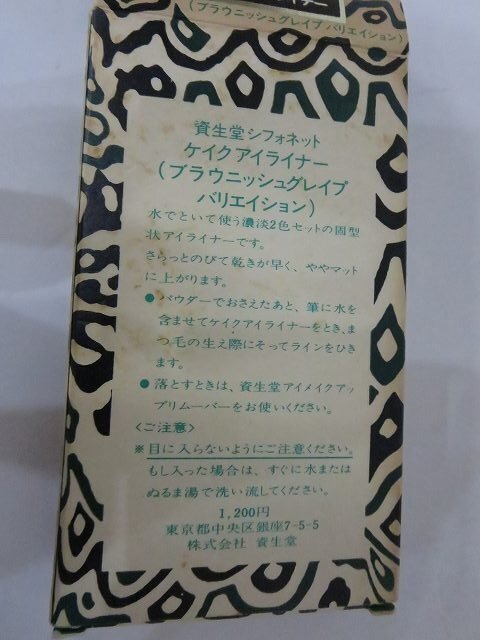 (ブラウニッシュグレイプ バリエイション)
資生堂シフォネット
ケイクアイライナー
(ブラウニッシュグレイプ
バリエイション)
水でといて使う濃淡2色セットの固型
状アイライナーです。
さらっとのびて乾きが早く、ややマット
に上がります。
●パウダーでおさえたあと、筆に水を
含ませてケイクアイライナーをとき、ま
つ毛の生え際にそってラインをひき
ます。
●落とすときは、資生堂アイメイクアッ
プリムーバーをお使いください。
〈ご注意〉
※目に入らないようにご注意ください。
もし入った場合は、すぐに水または
ぬるま湯で洗い流してください。
1,200円
東京都中央区銀座7-5-5
株式会社 資生堂